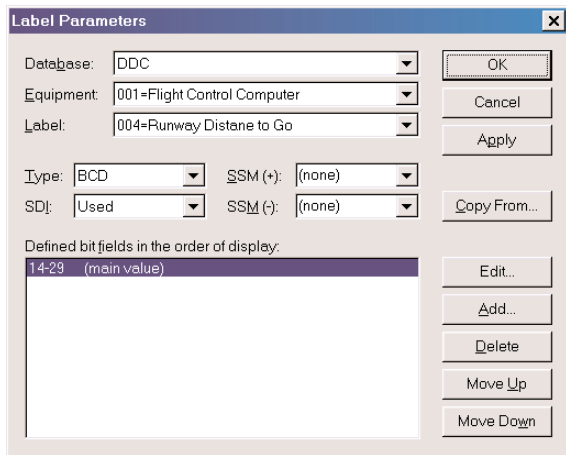 Label Parameters
Database: DDC OK
Equipment: 001=Flight Control Computer Cancel
Label: 004=Runway Distane to Go Apply
Type: BCD SSM (+): (none)
SDI: Used SSM (-): (none) Copy From...
Defined bit fields in the order of display:
14-29 (main value) Edit...
Add...
Delete
Move Up
Move Down